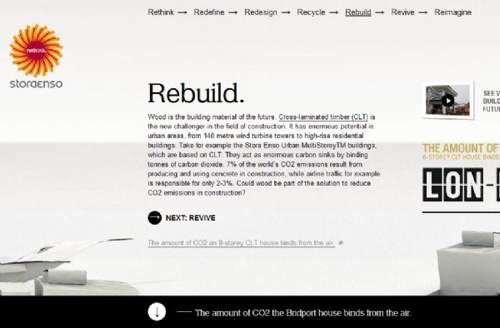 Rethink → Redefine → Redesign → Recycle → Rebuild → Revive → Reimagine
rethink.
storaenso
Rebuild.
Wood is the building material of the future. Cross-laminated timber (CLT) is
the new challenger in the field of construction. It has enormous potential in
urban areas, from 146 metre wind turbine towers to high-rise residential
buildings. Take for example the Stora Enso Urban MultiStoreyTM buildings,
which are based on CLT. They act as enormous carbon sinks by binding
tonnes of carbon dioxide. 7% of the world's CO2 emissions result from
producing and using concrete in construction, while airline traffic for example
is responsible for only 2-3%. Could wood be part of the solution to reduce
CO2 emissions in construction?
NEXT: REVIVE
The amount of CO2 an 8-storey CLT house binds from the air.
SEE V
BUILD
FUTUR
THE AMOUNT OF
8-STOREY CLT HOUSE BINDS
LON-
The amount of CO2 the Bridport house binds from the air.